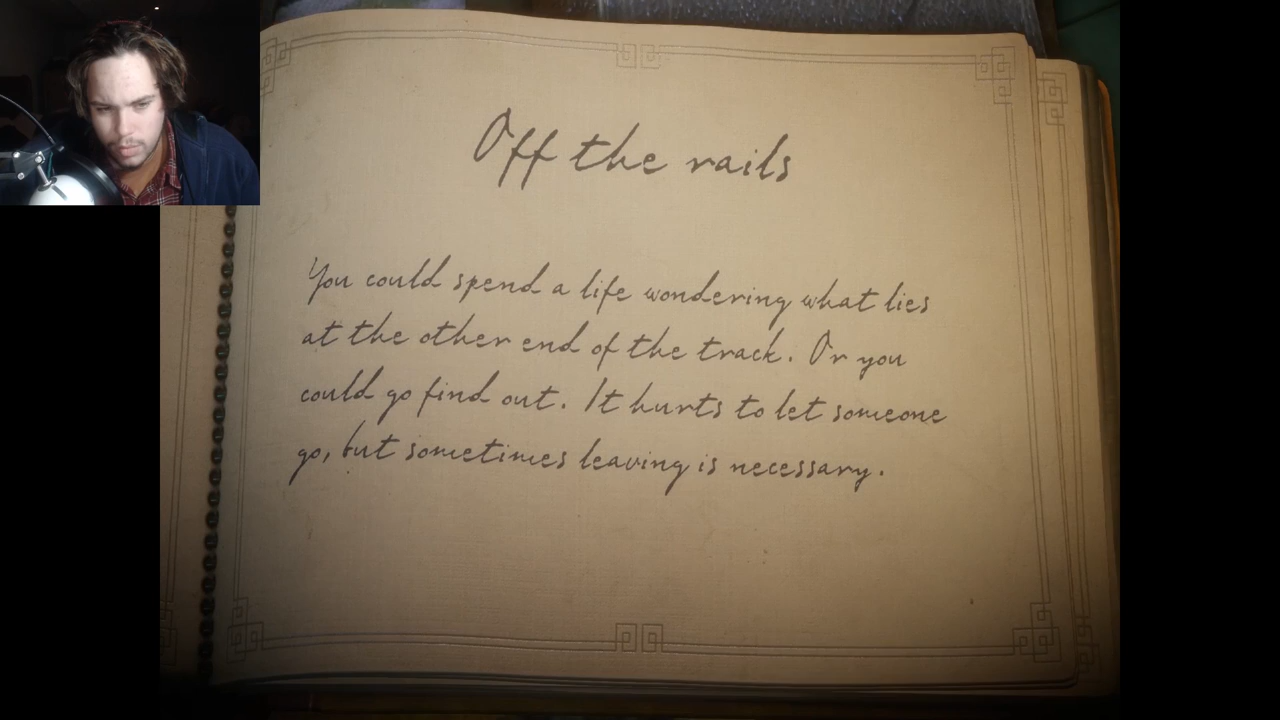 Off the rails
You could spend a life wondering what lies
at the other end of the track. Or you
could go find out. It hurts to let someone
go, but sometimes leaving is necessary.